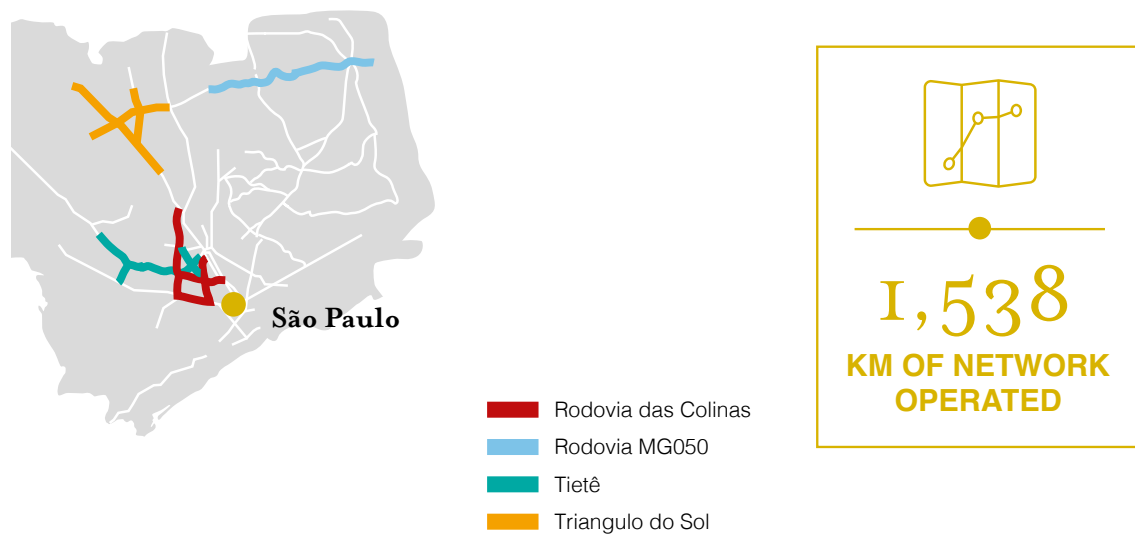 São Paulo
Rodovia das Colinas
Rodovia MG050
Tietê
Triangulo do Sol
1,538
KM OF NETWORK
OPERATED